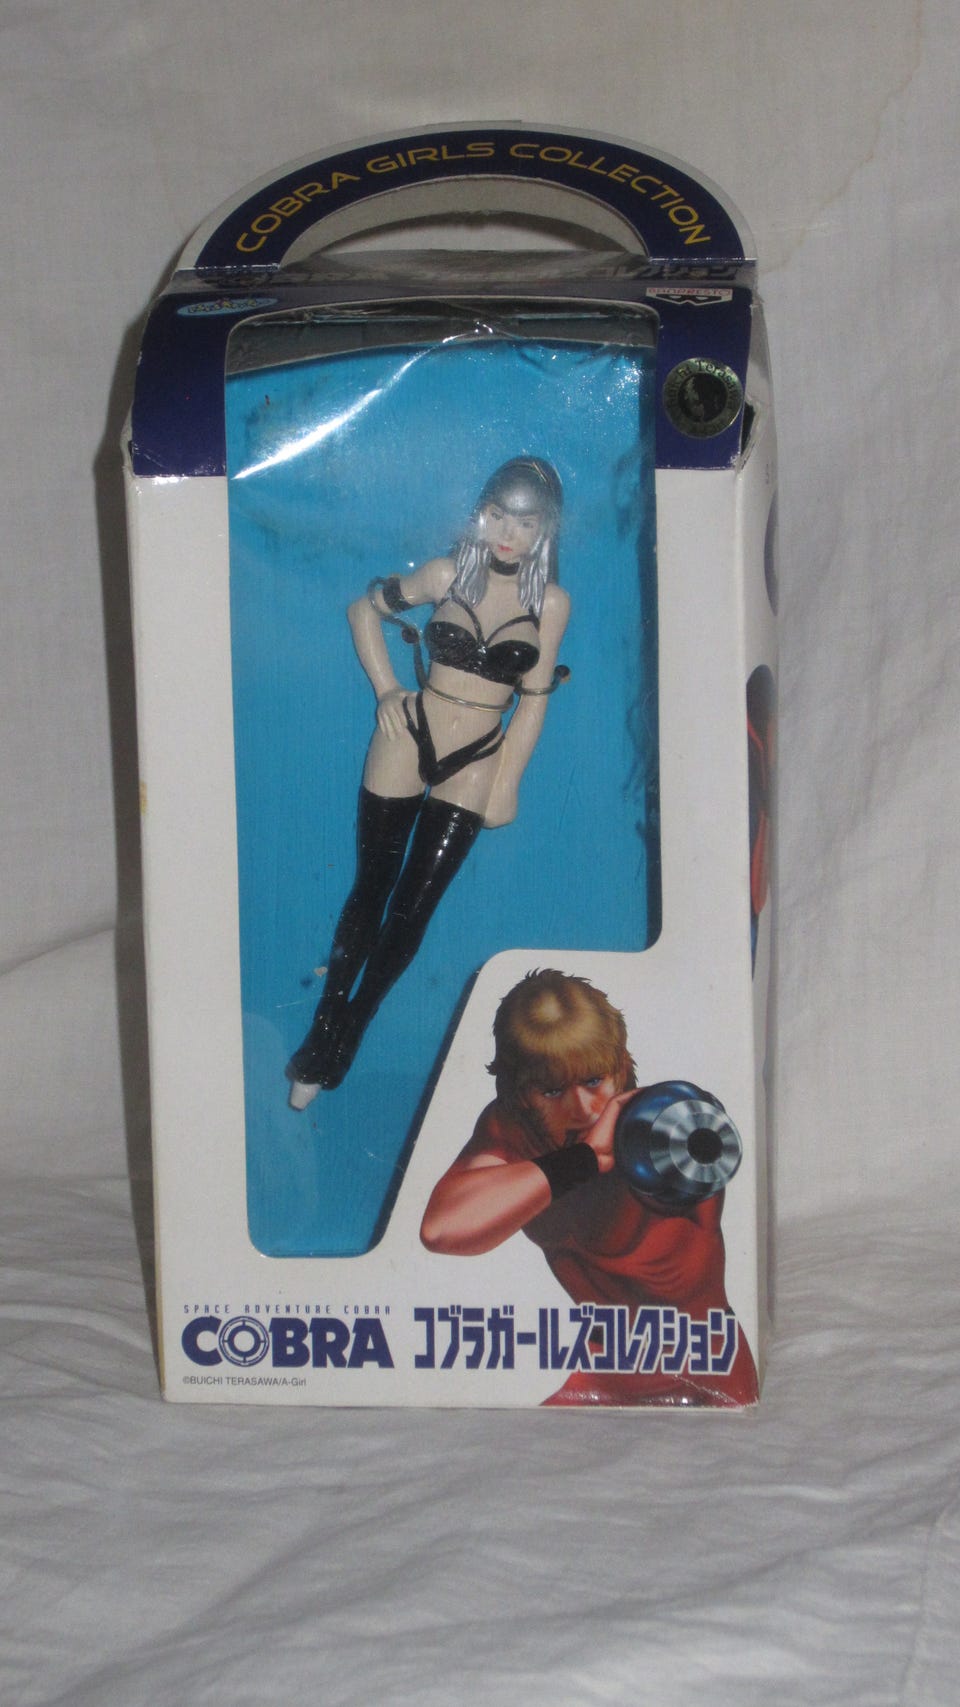 COBRA GIRLS COLLECTION
BANPRESTO
SPACE ADVENTURE COBRA
COBRA コブラガールズコレクション
©BUICHI TERASAWA/A-Girl